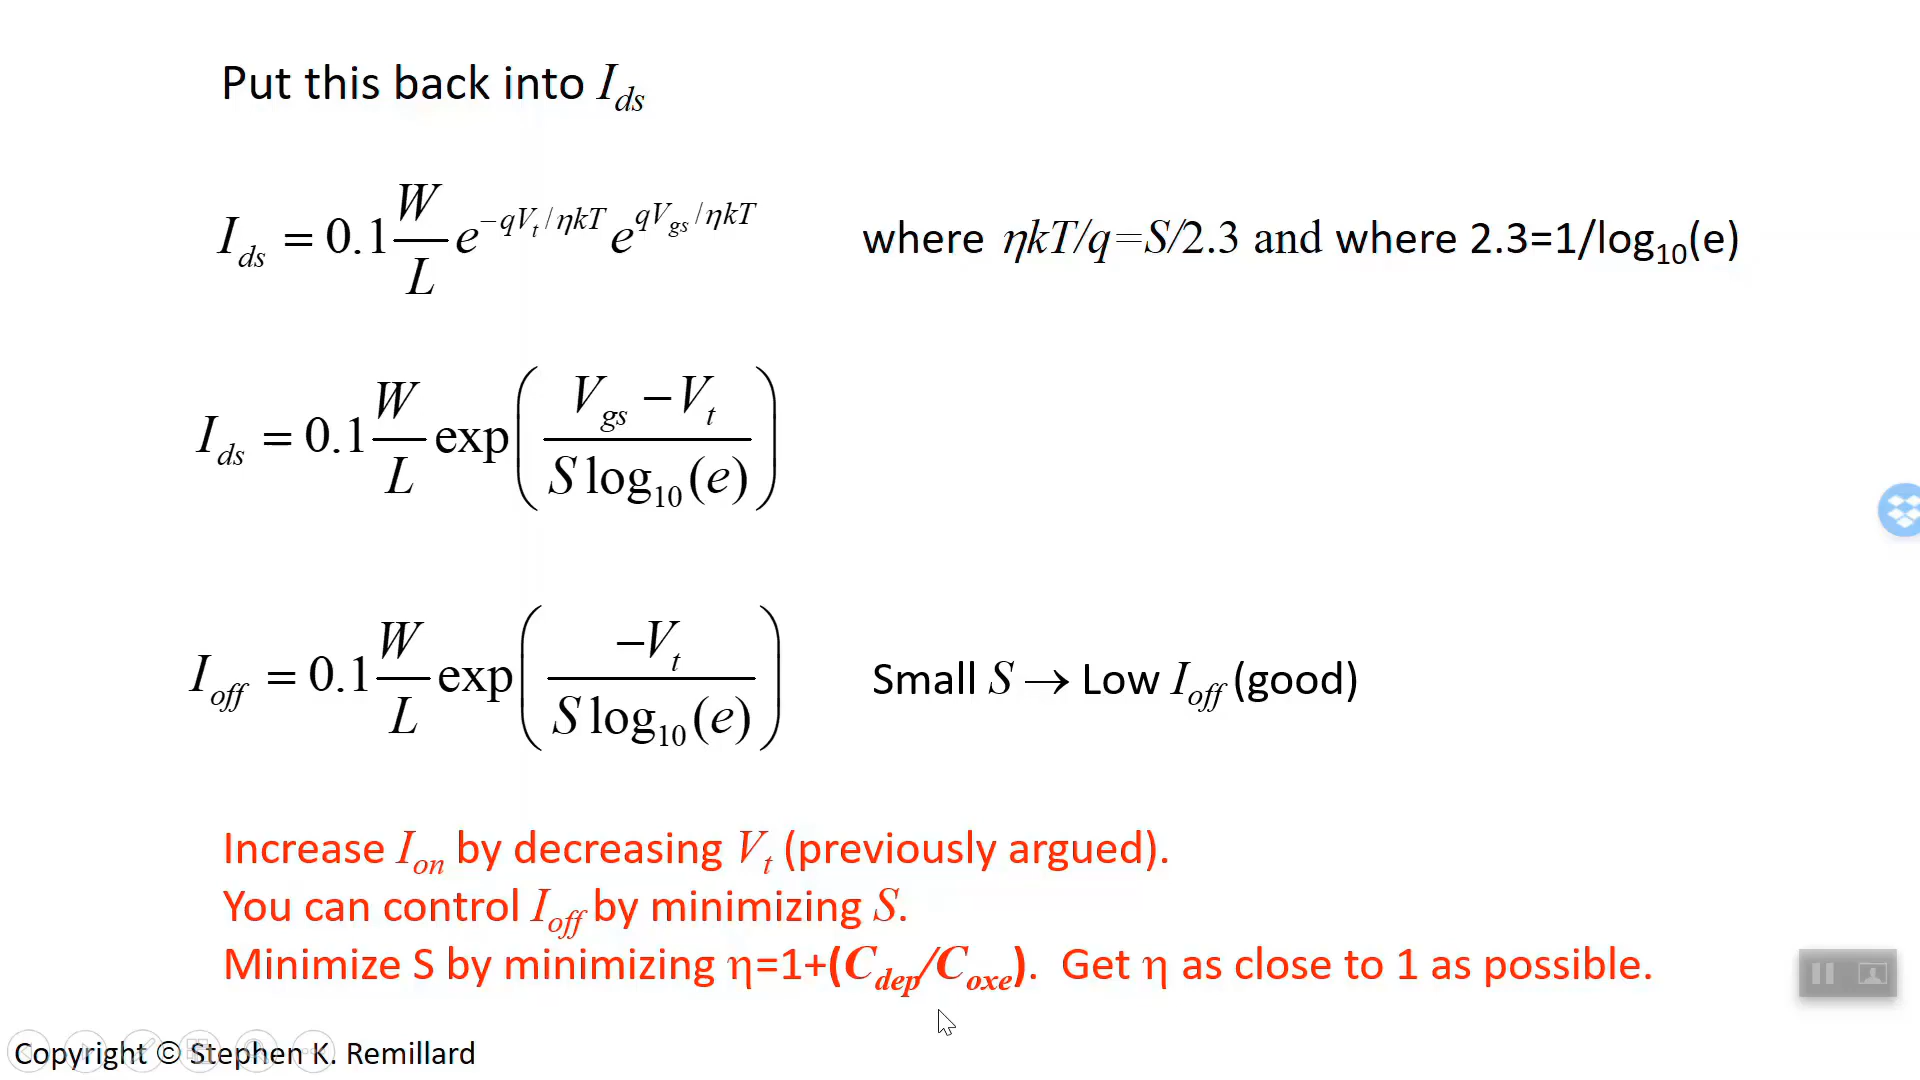 Put this back into I_ds
I_ds = 0.1 W/L e^(−qV_t/ηkT) e^(qV_gs/ηkT) where ηkT/q=S/2.3 and where 2.3=1/log₁₀(e)
I_ds = 0.1 W/L exp((V_gs − V_t)/(S log₁₀(e)))
I_off = 0.1 W/L exp(−V_t/(S log₁₀(e))) Small S → Low I_off (good)
Increase I_on by decreasing V_t (previously argued).
You can control I_off by minimizing S.
Minimize S by minimizing η=1+(C_dep/C_oxe). Get η as close to 1 as possible.
Copyright © Stephen K. Remillard